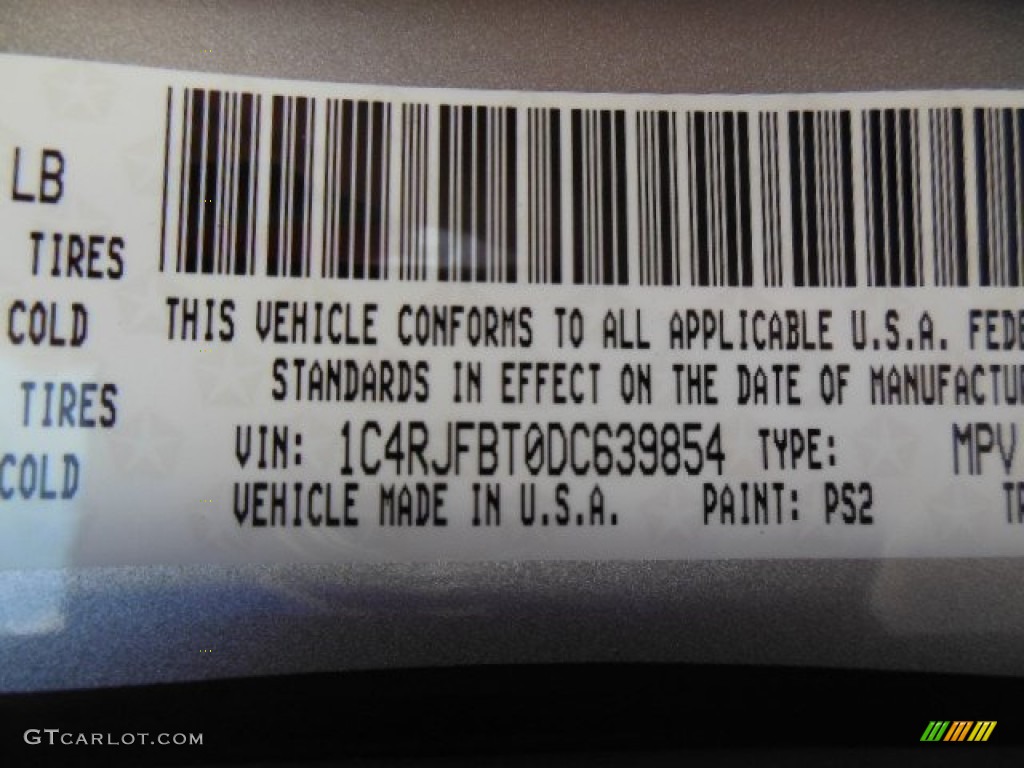 LB
TIRES
COLD
TIRES
COLD
THIS VEHICLE CONFORMS TO ALL APPLICABLE U.S.A. FEDE
STANDARDS IN EFFECT ON THE DATE OF MANUFACTU
VIN: 1C4RJFBT0DC639854 TYPE: MPV
VEHICLE MADE IN U.S.A. PAINT: PS2 TR
GTCARLOT.COM